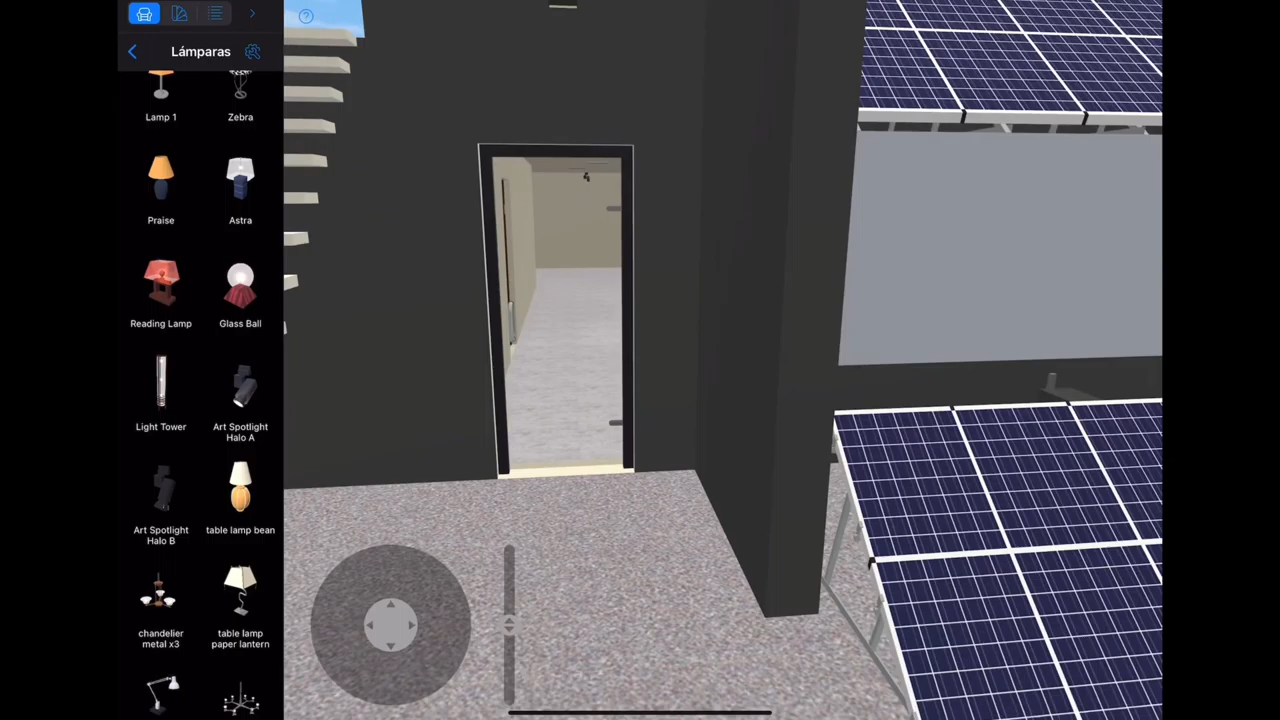 ?
Lámparas
Lamp 1
Zebra
Praise
Astra
Reading Lamp
Glass Ball
Light Tower
Art Spotlight
Halo A
Art Spotlight
Halo B
table lamp bean
chandelier
metal x3
table lamp
paper lantern